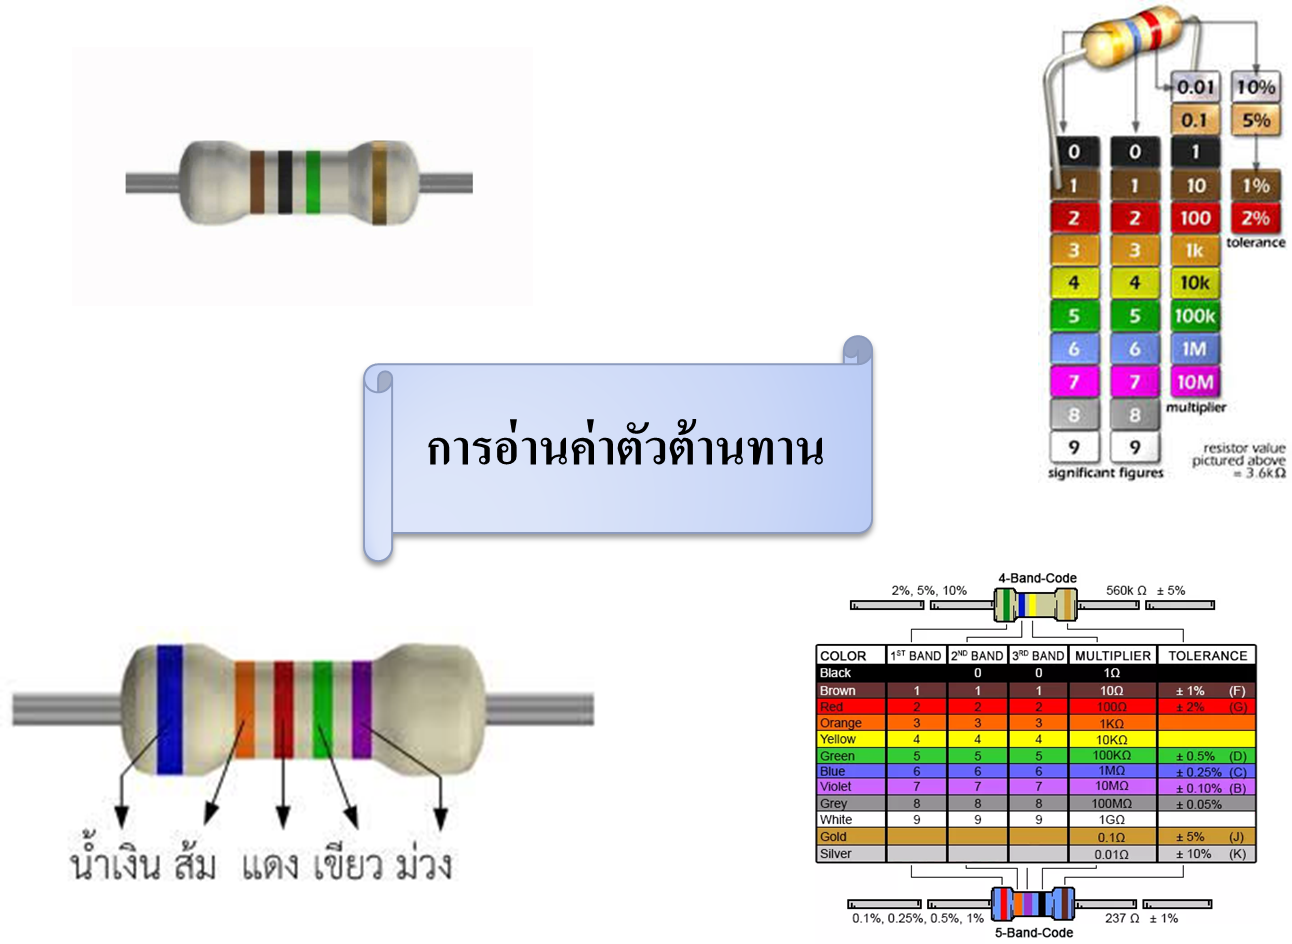 0.01 10%
0.1 5%
0 0 1
1 1 10 1%
2 2 100 2%
tolerance
3 3 1k
4 4 10k
5 5 100k
6 6 1M
7 7 10M
multiplier
8 8
9 9
significant figures
resistor value
pictured above
= 3.6kΩ
การอ่านค่าตัวต้านทาน
น้ำเงิน ส้ม แดง เขียว ม่วง
4-Band-Code
2%, 5%, 10% 560k Ω ± 5%
COLOR 1ST BAND 2ND BAND 3RD BAND MULTIPLIER TOLERANCE
Black 0 0 1Ω
Brown 1 1 1 10Ω ± 1% (F)
Red 2 2 2 100Ω ± 2% (G)
Orange 3 3 3 1KΩ
Yellow 4 4 4 10KΩ
Green 5 5 5 100KΩ ± 0.5% (D)
Blue 6 6 6 1MΩ ± 0.25% (C)
Violet 7 7 7 10MΩ ± 0.10% (B)
Grey 8 8 8 100MΩ ± 0.05%
White 9 9 9 1GΩ
Gold 0.1Ω ± 5% (J)
Silver 0.01Ω ± 10% (K)
0.1%, 0.25%, 0.5%, 1% 237 Ω ± 1%
5-Band-Code